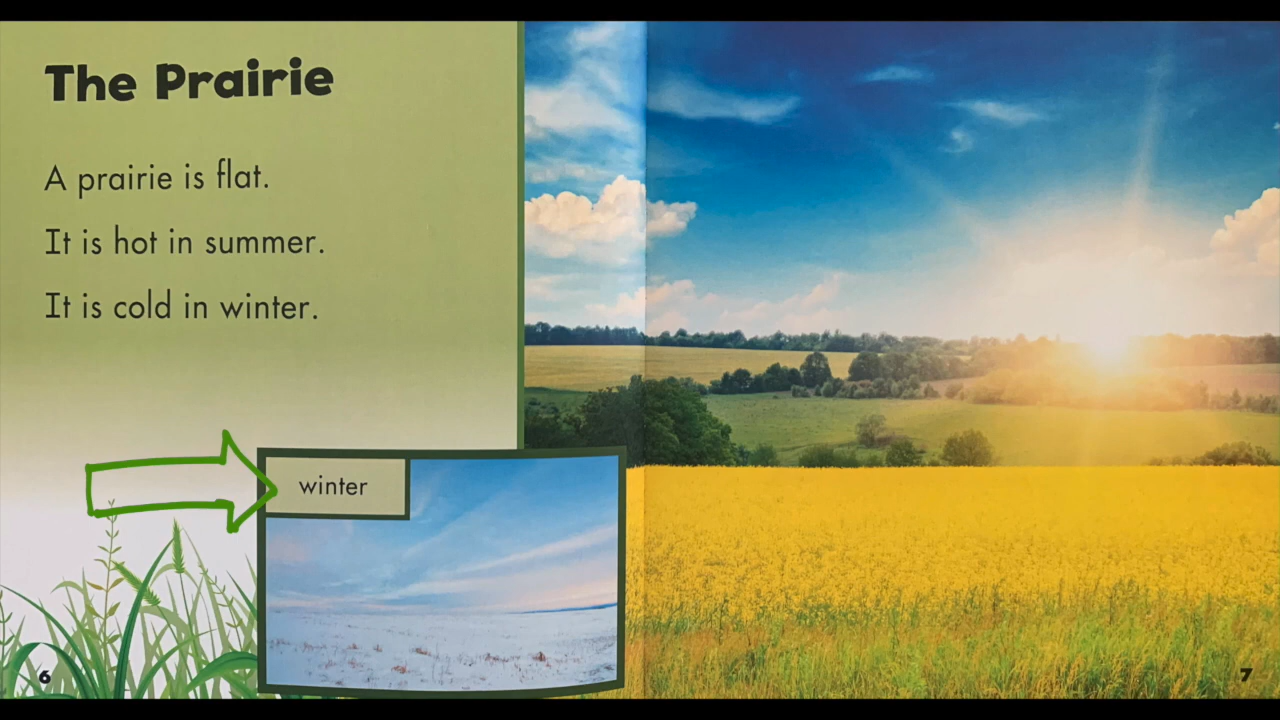 The Prairie
A prairie is flat.
It is hot in summer.
It is cold in winter.
winter
6
7